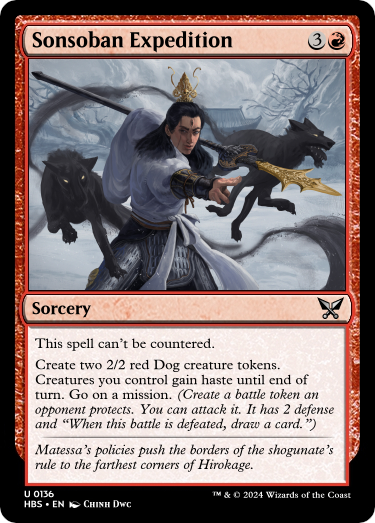 Sonsoban Expedition 3
Sorcery
This spell can't be countered.
Create two 2/2 red Dog creature tokens.
Creatures you control gain haste until end of
turn. Go on a mission. (Create a battle token an
opponent protects. You can attack it. It has 2 defense
and “When this battle is defeated, draw a card.”)
Matessa's policies push the borders of the shogunate's
rule to the farthest corners of Hirokage.
U 0136
HBS • EN Chinh Dwc
™ & © 2024 Wizards of the Coast